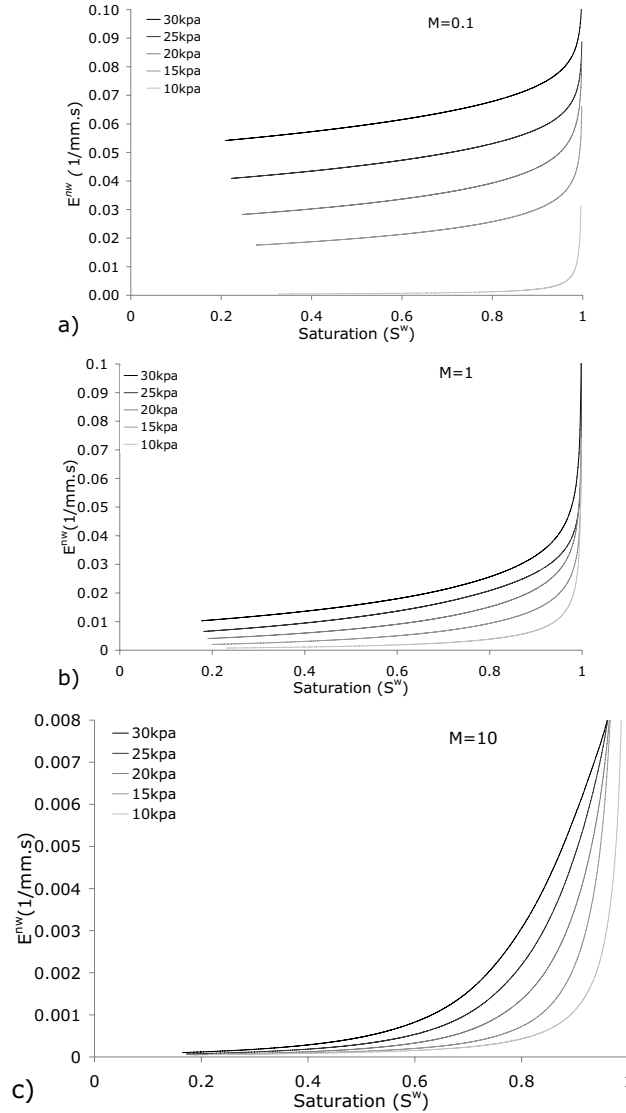 M=0.1
30kpa
25kpa
20kpa
15kpa
10kpa
0.10
0.09
0.08
0.07
0.06
0.05
0.04
0.03
0.02
0.01
0.00
E^nw ( 1/mm.s)
0 0.2 0.4 0.6 0.8 1
Saturation (S^w)
a)
M=1
30kpa
25kpa
20kpa
15kpa
10kpa
0.1
0.09
0.08
0.07
0.06
0.05
0.04
0.03
0.02
0.01
0
E^nw(1/mm.s)
0 0.2 0.4 0.6 0.8 1
Saturation (S^w)
b)
M=10
30kpa
25kpa
20kpa
15kpa
10kpa
0.008
0.007
0.006
0.005
0.004
0.003
0.002
0.001
0
E^nw(1/mm.s)
0 0.2 0.4 0.6 0.8 1
Saturation (S^w)
c)